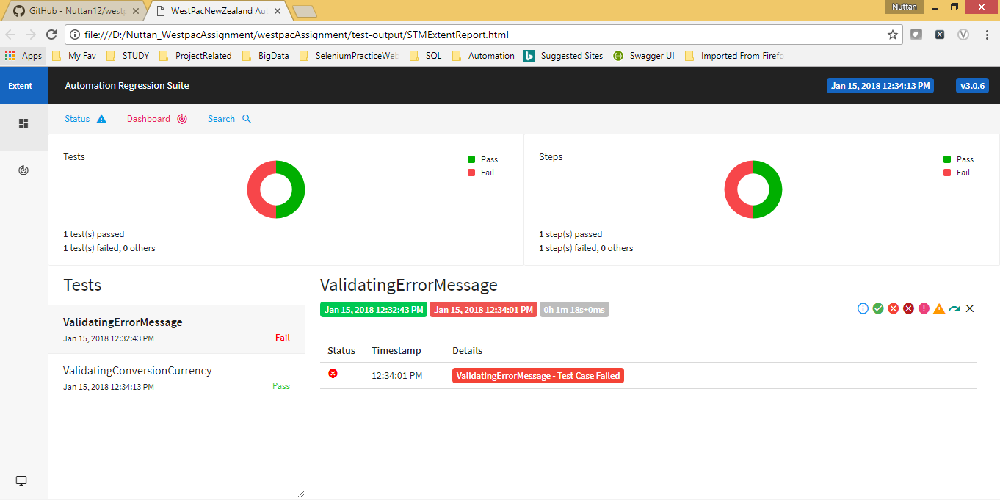 GitHub - Nuttan12/westp
WestPacNewZealand Aut
Nuttan
file:///D:/Nuttan_WestpacAssignment/westpacAssignment/test-output/STMExtentReport.html
Apps My Fav STUDY ProjectRelated BigData SeleniumPracticeWeb SQL Automation Suggested Sites Swagger UI Imported From Firefo
Extent Automation Regression Suite Jan 15, 2018 12:34:13 PM v3.0.6
Status Dashboard Search
Tests
Pass
Fail
1 test(s) passed
1 test(s) failed, 0 others
Steps
Pass
Fail
1 step(s) passed
1 step(s) failed, 0 others
Tests
ValidatingErrorMessage
Jan 15, 2018 12:32:43 PM Fail
ValidatingConversionCurrency
Jan 15, 2018 12:34:13 PM Pass
ValidatingErrorMessage
Jan 15, 2018 12:32:43 PM Jan 15, 2018 12:34:01 PM 0h 1m 18s+0ms
Status Timestamp Details
12:34:01 PM ValidatingErrorMessage - Test Case Failed